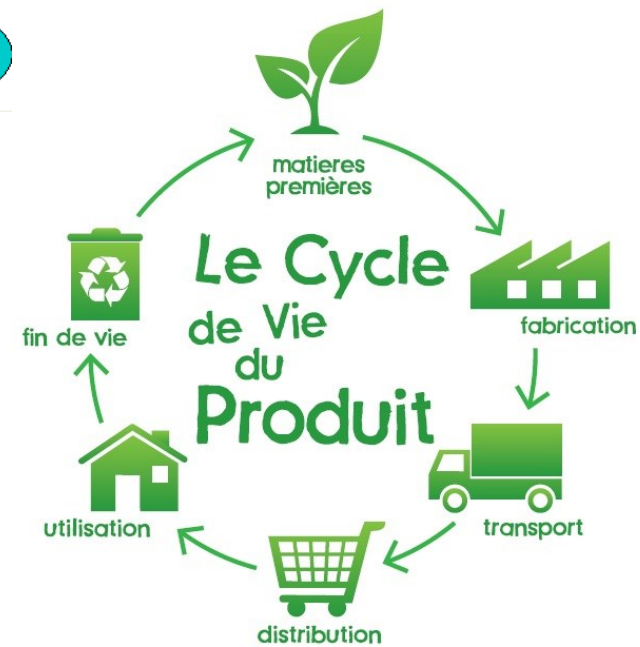 matieres
premières
Le Cycle
de Vie
du
Produit
fabrication
transport
distribution
utilisation
fin de vie